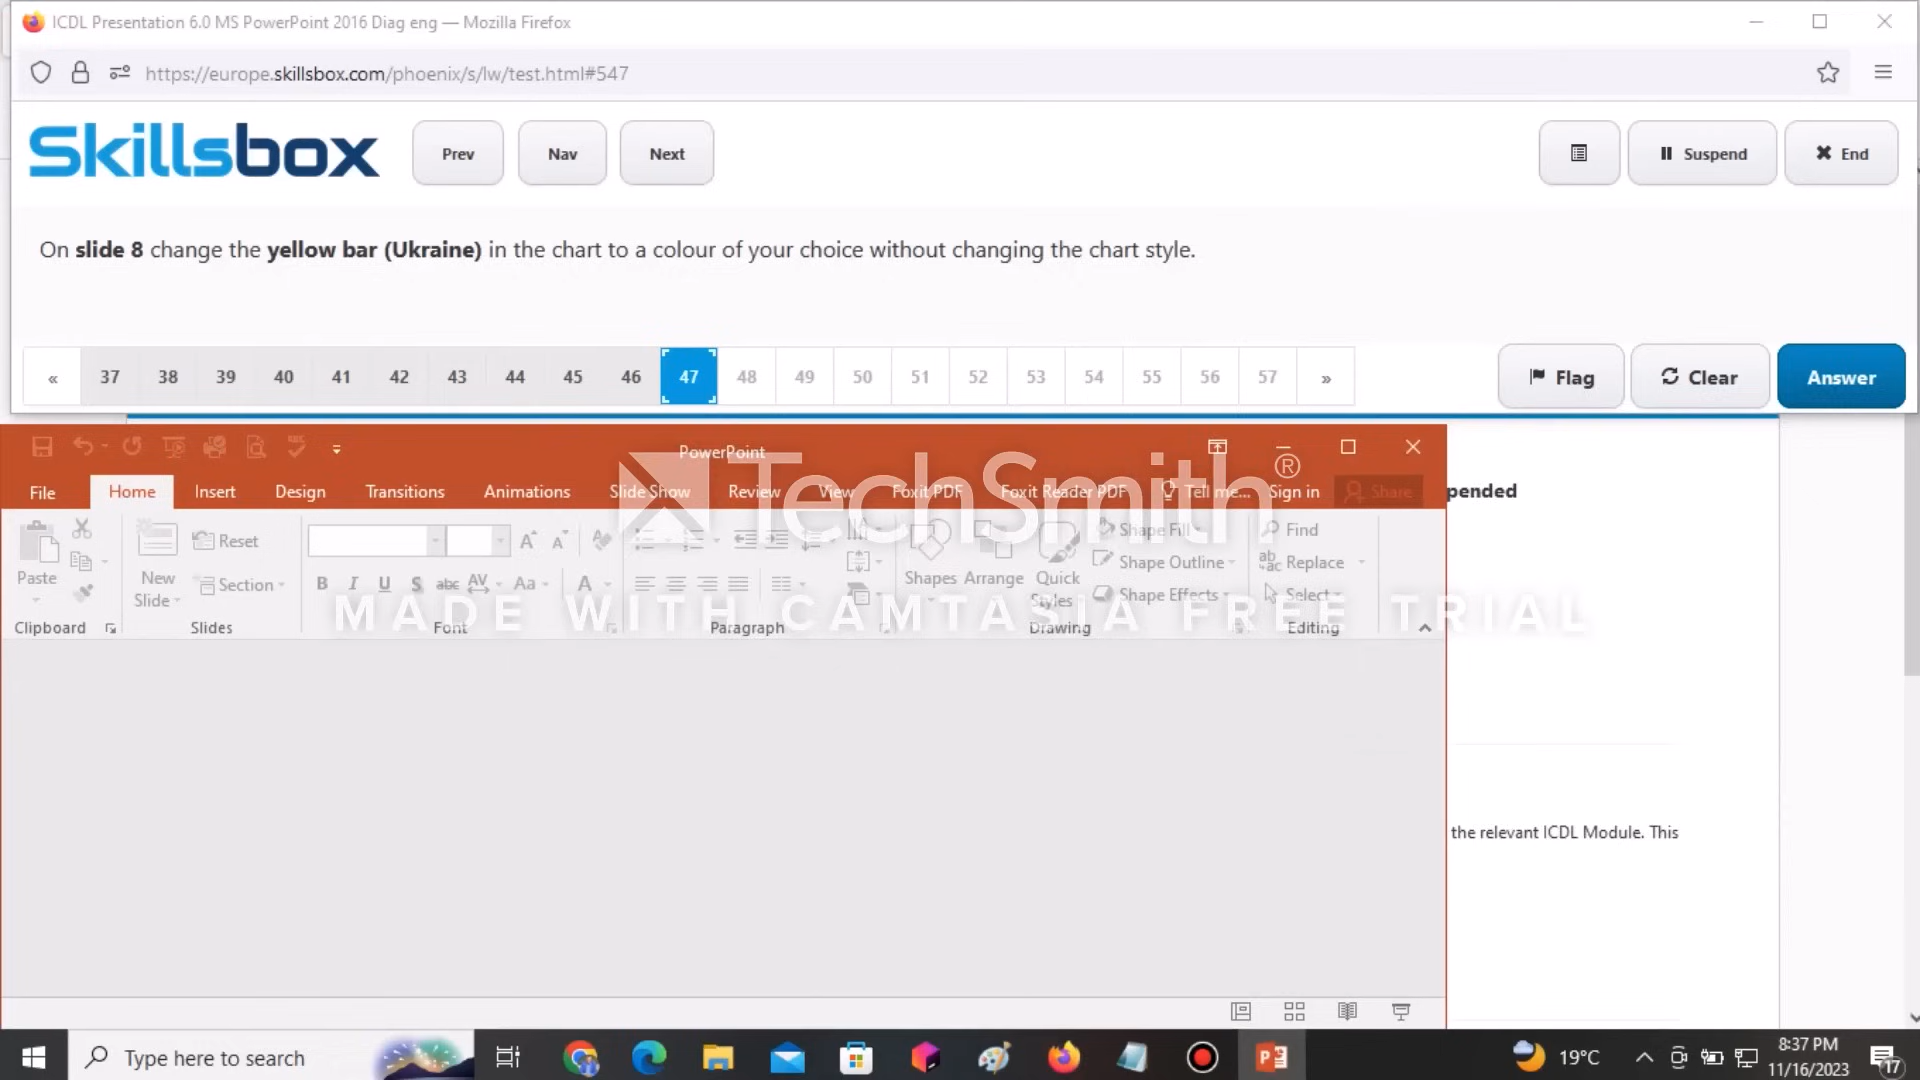 ICDL Presentation 6.0 MS PowerPoint 2016 Diag eng — Mozilla Firefox
https://europe.skillsbox.com/phoenix/s/lw/test.html#547
Skillsbox Prev Nav Next Suspend End
On slide 8 change the yellow bar (Ukraine) in the chart to a colour of your choice without changing the chart style.
« 37 38 39 40 41 42 43 44 45 46 47 48 49 50 51 52 53 54 55 56 57 » Flag Clear Answer
PowerPoint
TechSmith®
File Home Insert Design Transitions Animations Slide Show Review View Foxit PDF Foxit Reader PDF Tell me... Sign in Share
pended
Paste
New Slide
Reset
Section
B I U S abc AV Aa A
Shapes Arrange Quick Styles
Shape Fill
Shape Outline
Shape Effects
Find
Replace
Select
MADE WITH CAMTASIA FREE TRIAL
Clipboard Slides Font Paragraph Drawing Editing
the relevant ICDL Module. This
Type here to search
19°C
8:37 PM
11/16/2023
17